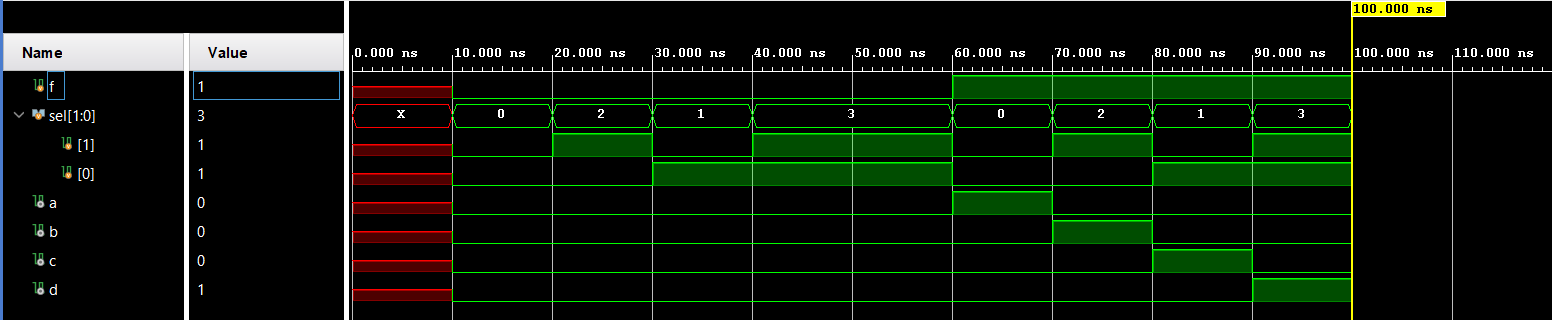 100.000 ns
Name Value 0.000 ns 10.000 ns 20.000 ns 30.000 ns 40.000 ns 50.000 ns 60.000 ns 70.000 ns 80.000 ns 90.000 ns 100.000 ns 110.000 ns
f 1
sel[1:0] 3 X 0 2 1 3 0 2 1 3
[1] 1
[0] 1
a 0
b 0
c 0
d 1